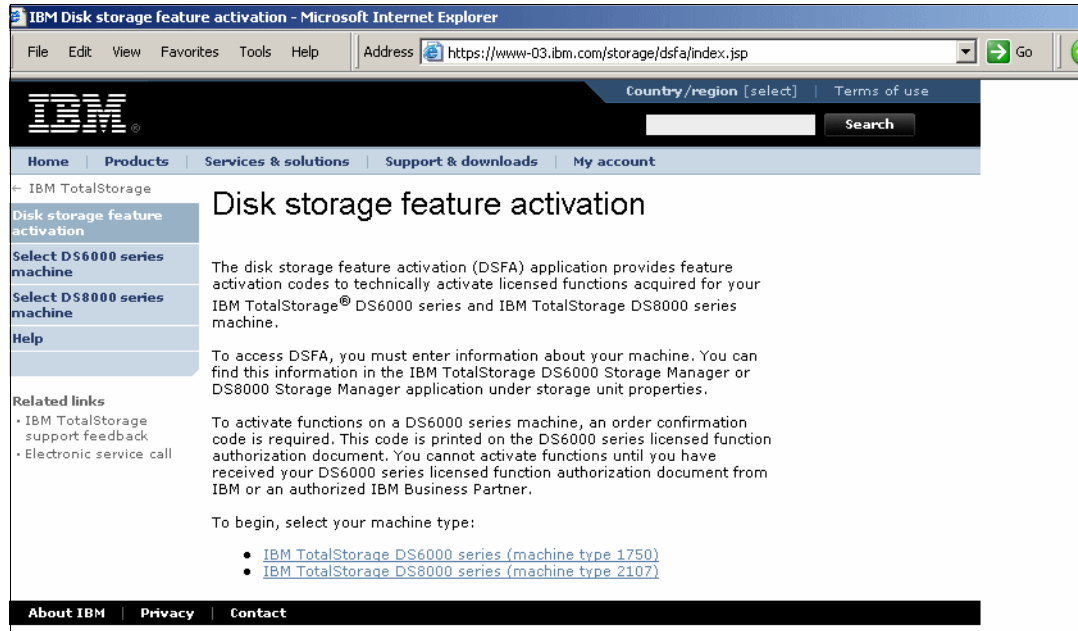 IBM Disk storage feature activation - Microsoft Internet Explorer
File Edit View Favorites Tools Help Address https://www-03.ibm.com/storage/dsfa/index.jsp Go
Country/region [select] | Terms of use
IBM®
Search
Home | Products | Services & solutions | Support & downloads | My account
← IBM TotalStorage
Disk storage feature
activation
Select DS6000 series
machine
Select DS8000 series
machine
Help
Related links
• IBM TotalStorage
support feedback
• Electronic service call
Disk storage feature activation
The disk storage feature activation (DSFA) application provides feature
activation codes to technically activate licensed functions acquired for your
IBM TotalStorage® DS6000 series and IBM TotalStorage DS8000 series
machine.
To access DSFA, you must enter information about your machine. You can
find this information in the IBM TotalStorage DS6000 Storage Manager or
DS8000 Storage Manager application under storage unit properties.
To activate functions on a DS6000 series machine, an order confirmation
code is required. This code is printed on the DS6000 series licensed function
authorization document. You cannot activate functions until you have
received your DS6000 series licensed function authorization document from
IBM or an authorized IBM Business Partner.
To begin, select your machine type:
• IBM TotalStorage DS6000 series (machine type 1750)
• IBM TotalStorage DS8000 series (machine type 2107)
About IBM | Privacy | Contact